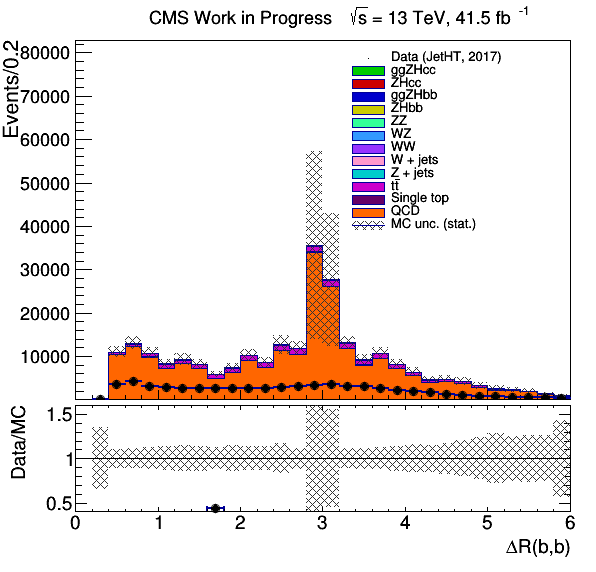 CMS Work in Progress √s = 13 TeV, 41.5 fb⁻¹
Events/0.2
80000
70000
60000
50000
40000
30000
20000
10000
Data (JetHT, 2017)
ggZHcc
ZHcc
ggZHbb
ZHbb
ZZ
WZ
WW
W + jets
Z + jets
tt̄
Single top
QCD
MC unc. (stat.)
Data/MC
1.5
1
0.5
0 1 2 3 4 5 6
ΔR(b,b)